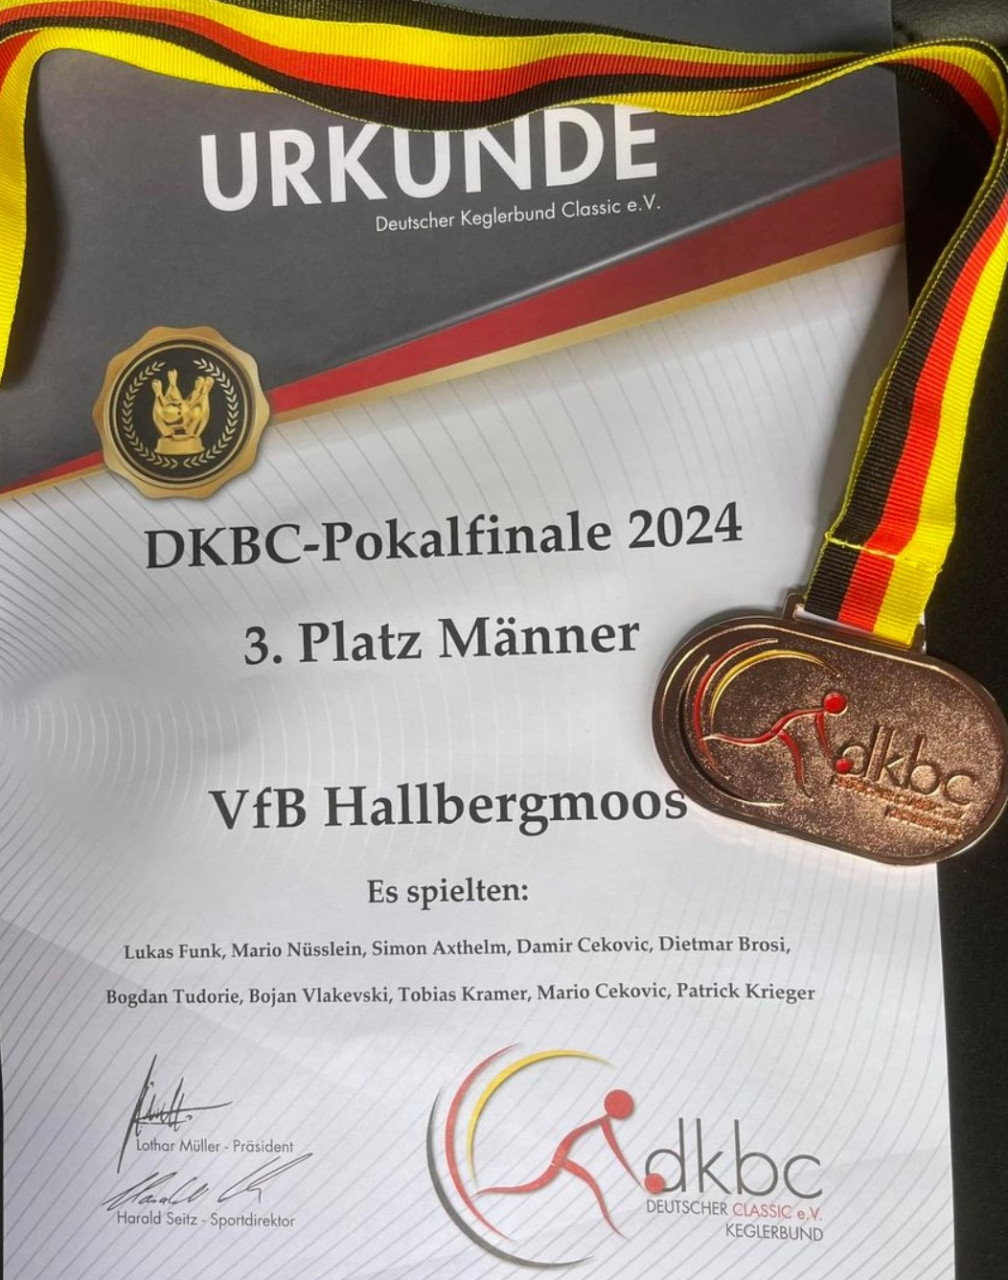 URKUNDE
Deutscher Keglerbund Classic e.V.
DKBC-Pokalfinale 2024
3. Platz Männer
VfB Hallbergmoos
Es spielten:
Lukas Funk, Mario Nüsslein, Simon Axthelm, Damir Cekovic, Dietmar Brosi,
Bogdan Tudorie, Bojan Vlakevski, Tobias Kramer, Mario Cekovic, Patrick Krieger
Lothar Müller - Präsident
Harald Seitz - Sportdirektor
dkbc
DEUTSCHER CLASSIC e.V.
KEGLERBUND
dkbc